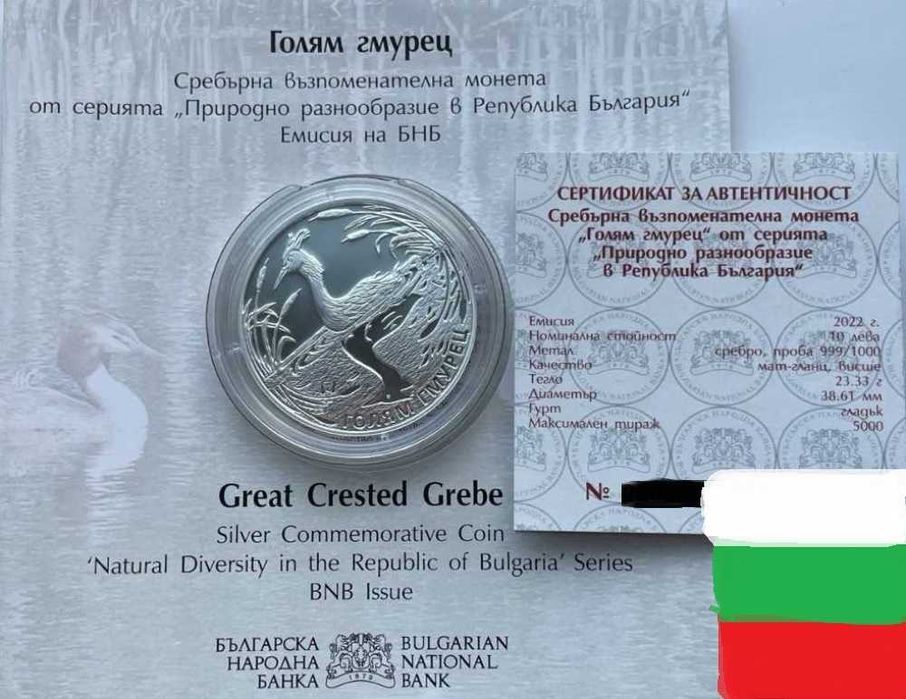 Голям гмурец
Сребърна възпоменателна монета
от серията „Природно разнообразие в Република България“
Емисия на БНБ
ГОЛЯМ ГМУРЕЦ
Great Crested Grebe
Silver Commemorative Coin
‘Natural Diversity in the Republic of Bulgaria’ Series
BNB Issue
БЪЛГАРСКА
НАРОДНА
БАНКА
1879
BULGARIAN
NATIONAL
BANK
СЕРТИФИКАТ ЗА АВТЕНТИЧНОСТ
Сребърна възпоменателна монета
„Голям гмурец“ от серията
„Природно разнообразие
в Република България“
Емисия 2022 г.
Номинална стойност 10 лева
Метал сребро, проба 999/1000
Качество мат-гланц, висше
Тегло 23.33 г
Диаметър 38.61 мм
Гурт гладък
Максимален тираж 5000
№